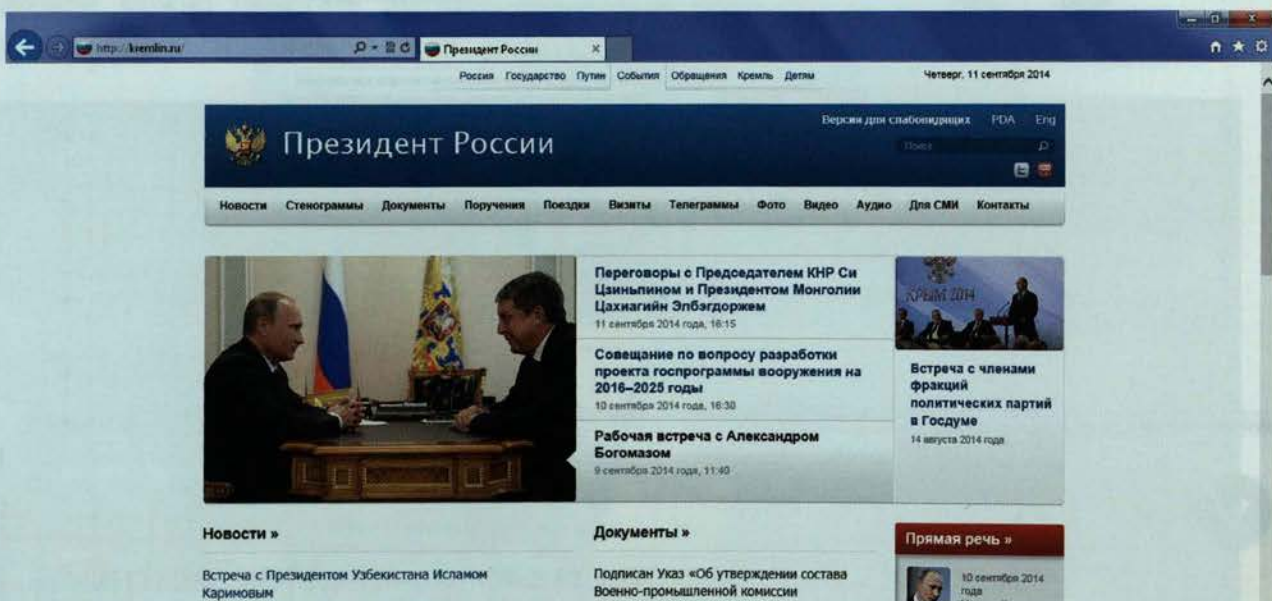 http://kremlin.ru/
Президент России
Россия Государство Путин События Обращения Кремль Детям
Четверг, 11 сентября 2014
Версия для слабовидящих PDA Eng
Президент России
Поиск
Новости Стенограммы Документы Поручения Поездки Визиты Телеграммы Фото Видео Аудио Для СМИ Контакты
Переговоры с Председателем КНР Си
Цзиньпином и Президентом Монголии
Цахиагийн Элбэгдоржем
11 сентября 2014 года, 16:15
Совещание по вопросу разработки
проекта госпрограммы вооружения на
2016–2025 годы
10 сентября 2014 года, 16:30
Рабочая встреча с Александром
Богомазом
9 сентября 2014 года, 11:40
КРЫМ 2014
Встреча с членами
фракций
политических партий
в Госдуме
14 августа 2014 года
Новости »
Встреча с Президентом Узбекистана Исламом
Каримовым
Документы »
Подписан Указ «Об утверждении состава
Военно-промышленной комиссии
Прямая речь »
10 сентября 2014
года